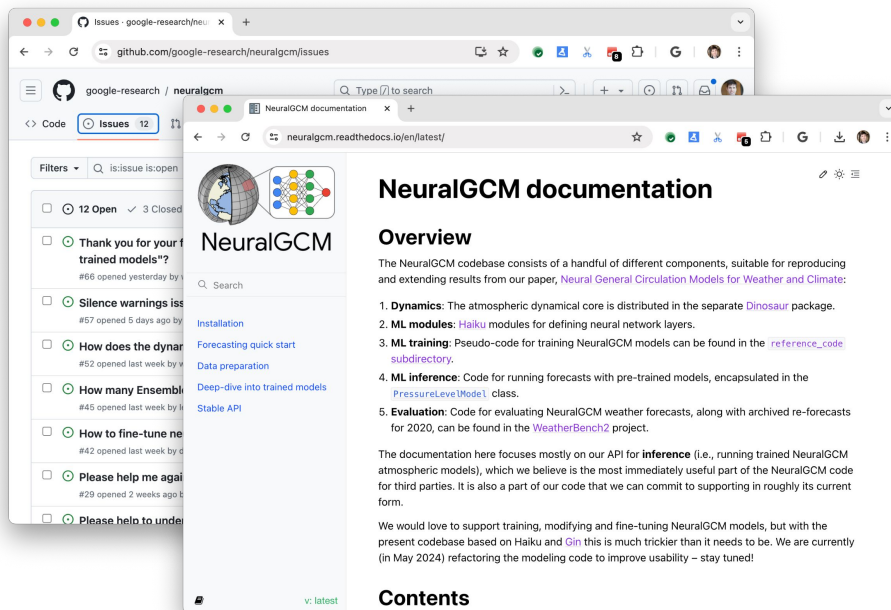 Issues · google-research/neur
github.com/google-research/neuralgcm/issues
6
G
google-research / neuralgcm
Type / to search
Code
Issues 12
Filters
is:issue is:open
12 Open
3 Closed
Thank you for your f
trained models"?
#66 opened yesterday by
Silence warnings iss
#57 opened 5 days ago by
How does the dynar
#52 opened last week by
How many Ensembl
#45 opened last week by
How to fine-tune ne
#42 opened last week by
Please help me agai
#29 opened 2 weeks ago
Please help to under
NeuralGCM documentation
neuralgcm.readthedocs.io/en/latest/
6
G
NeuralGCM
Search
Installation
Forecasting quick start
Data preparation
Deep-dive into trained models
Stable API
v: latest
NeuralGCM documentation
Overview
The NeuralGCM codebase consists of a handful of different components, suitable for reproducing
and extending results from our paper, Neural General Circulation Models for Weather and Climate:
1. Dynamics: The atmospheric dynamical core is distributed in the separate Dinosaur package.
2. ML modules: Haiku modules for defining neural network layers.
3. ML training: Pseudo-code for training NeuralGCM models can be found in the reference_code
subdirectory.
4. ML inference: Code for running forecasts with pre-trained models, encapsulated in the
PressureLevelModel class.
5. Evaluation: Code for evaluating NeuralGCM weather forecasts, along with archived re-forecasts
for 2020, can be found in the WeatherBench2 project.
The documentation here focuses mostly on our API for inference (i.e., running trained NeuralGCM
atmospheric models), which we believe is the most immediately useful part of the NeuralGCM code
for third parties. It is also a part of our code that we can commit to supporting in roughly its current
form.
We would love to support training, modifying and fine-tuning NeuralGCM models, but with the
present codebase based on Haiku and Gin this is much trickier than it needs to be. We are currently
(in May 2024) refactoring the modeling code to improve usability – stay tuned!
Contents